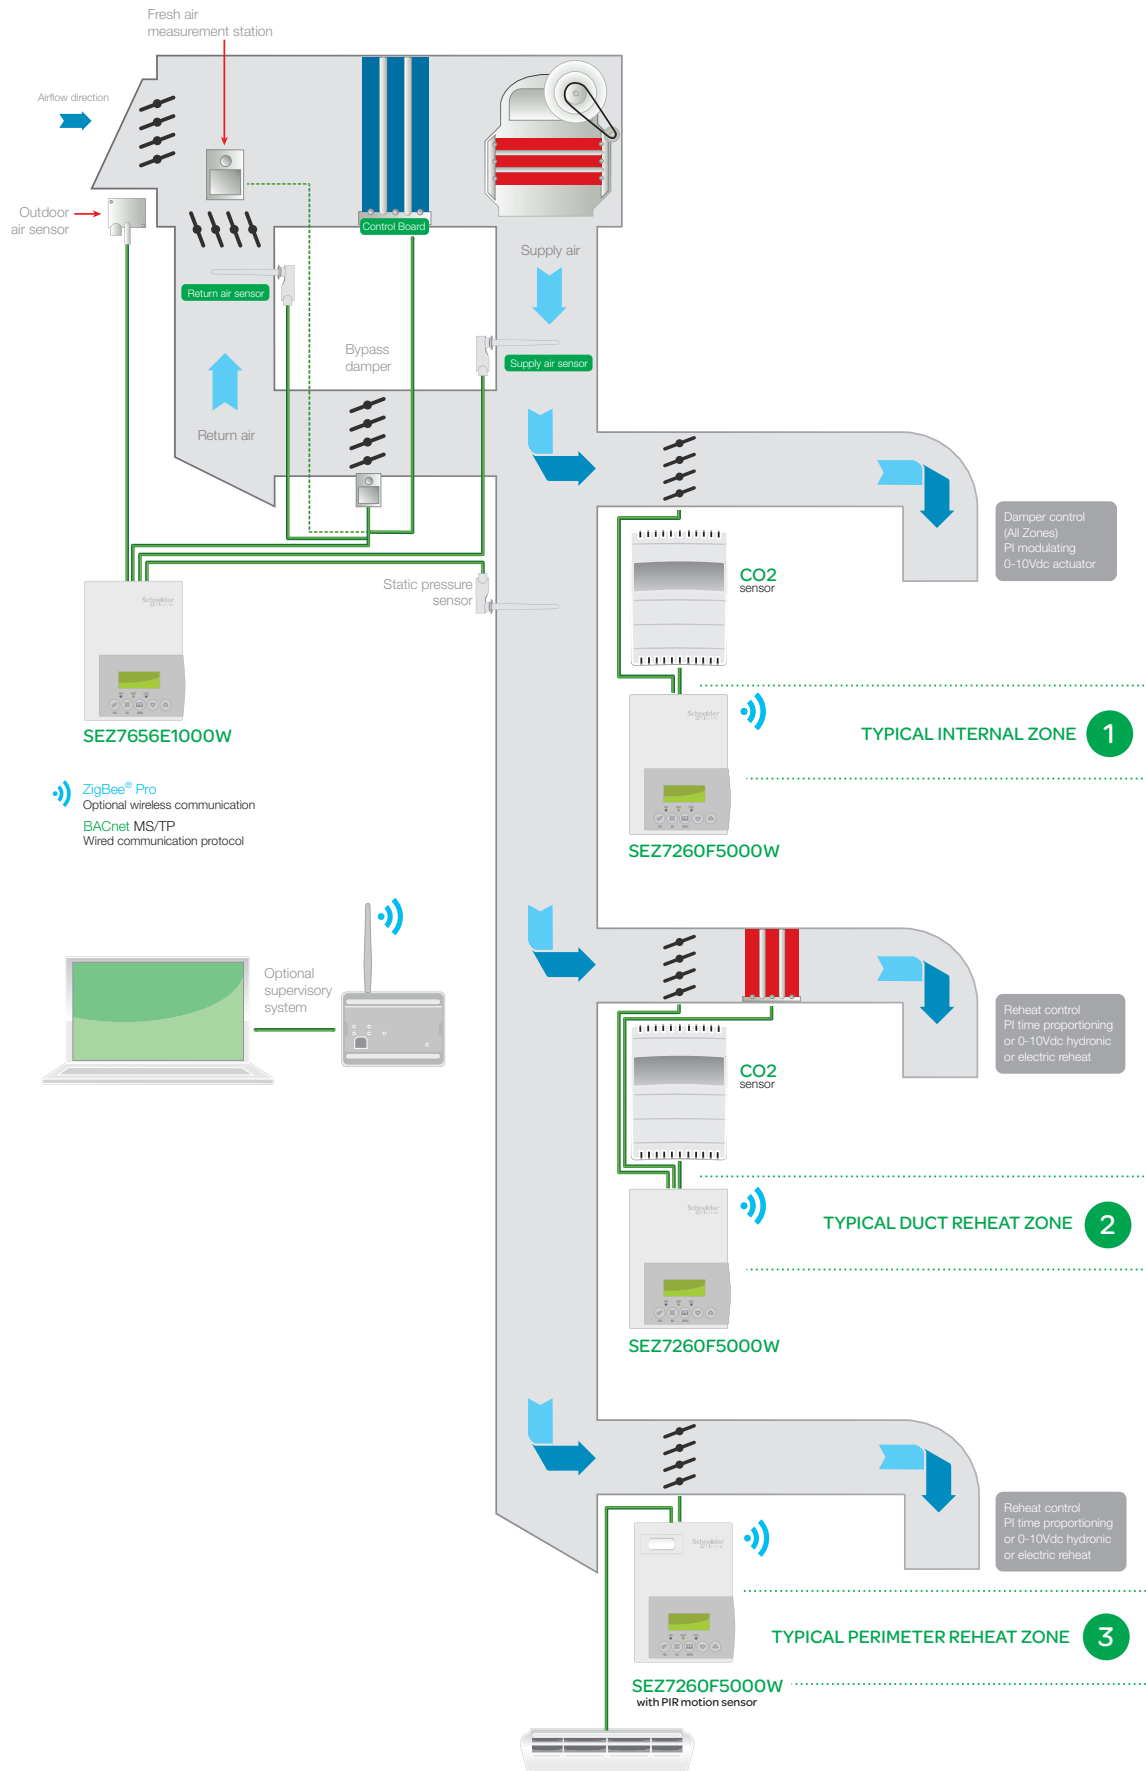 Fresh air
measurement station
Airflow direction
Outdoor
air sensor
Control Board
Supply air
Return air sensor
Bypass
damper
Supply air sensor
Return air
Damper control
(All Zones)
PI modulating
0-10Vdc actuator
CO2
sensor
Static pressure
sensor
Schneider
SEZ7656E1000W
Schneider
TYPICAL INTERNAL ZONE 1
ZigBee® Pro
Optional wireless communication
BACnet MS/TP
Wired communication protocol
SEZ7260F5000W
Optional
supervisory
system
Reheat control
PI time proportioning
or 0-10Vdc hydronic
or electric reheat
CO2
sensor
Schneider
TYPICAL DUCT REHEAT ZONE 2
SEZ7260F5000W
Reheat control
PI time proportioning
or 0-10Vdc hydronic
or electric reheat
Schneider
TYPICAL PERIMETER REHEAT ZONE 3
SEZ7260F5000W
with PIR motion sensor